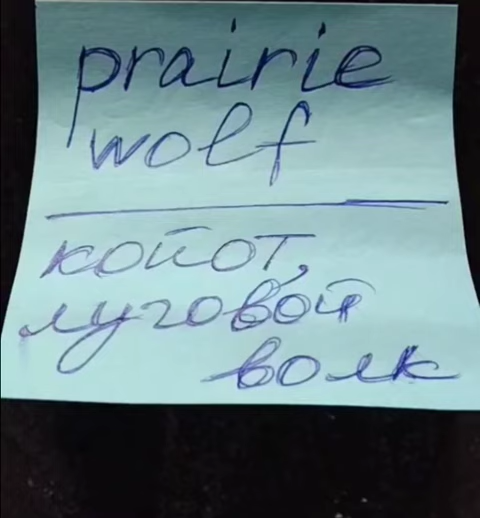 prairie
wolf
койот,
луговой
волк